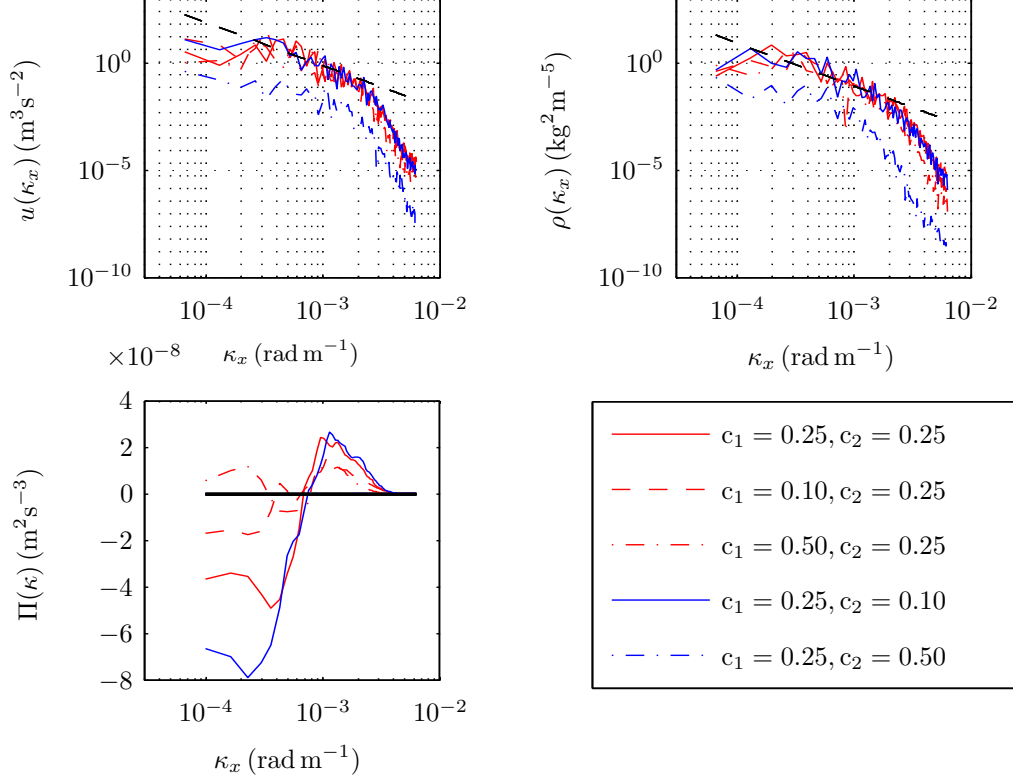 10^0
10^−5
10^−10
u(κ_x) (m^3 s^−2)
10^−4 10^−3 10^−2
κ_x (rad m^−1)
10^0
10^−5
10^−10
ρ(κ_x) (kg^2 m^−5)
10^−4 10^−3 10^−2
κ_x (rad m^−1)
×10^−8
4
2
0
−2
−4
−6
−8
Π(κ) (m^2 s^−3)
10^−4 10^−3 10^−2
κ_x (rad m^−1)
c_1 = 0.25, c_2 = 0.25
c_1 = 0.10, c_2 = 0.25
c_1 = 0.50, c_2 = 0.25
c_1 = 0.25, c_2 = 0.10
c_1 = 0.25, c_2 = 0.50